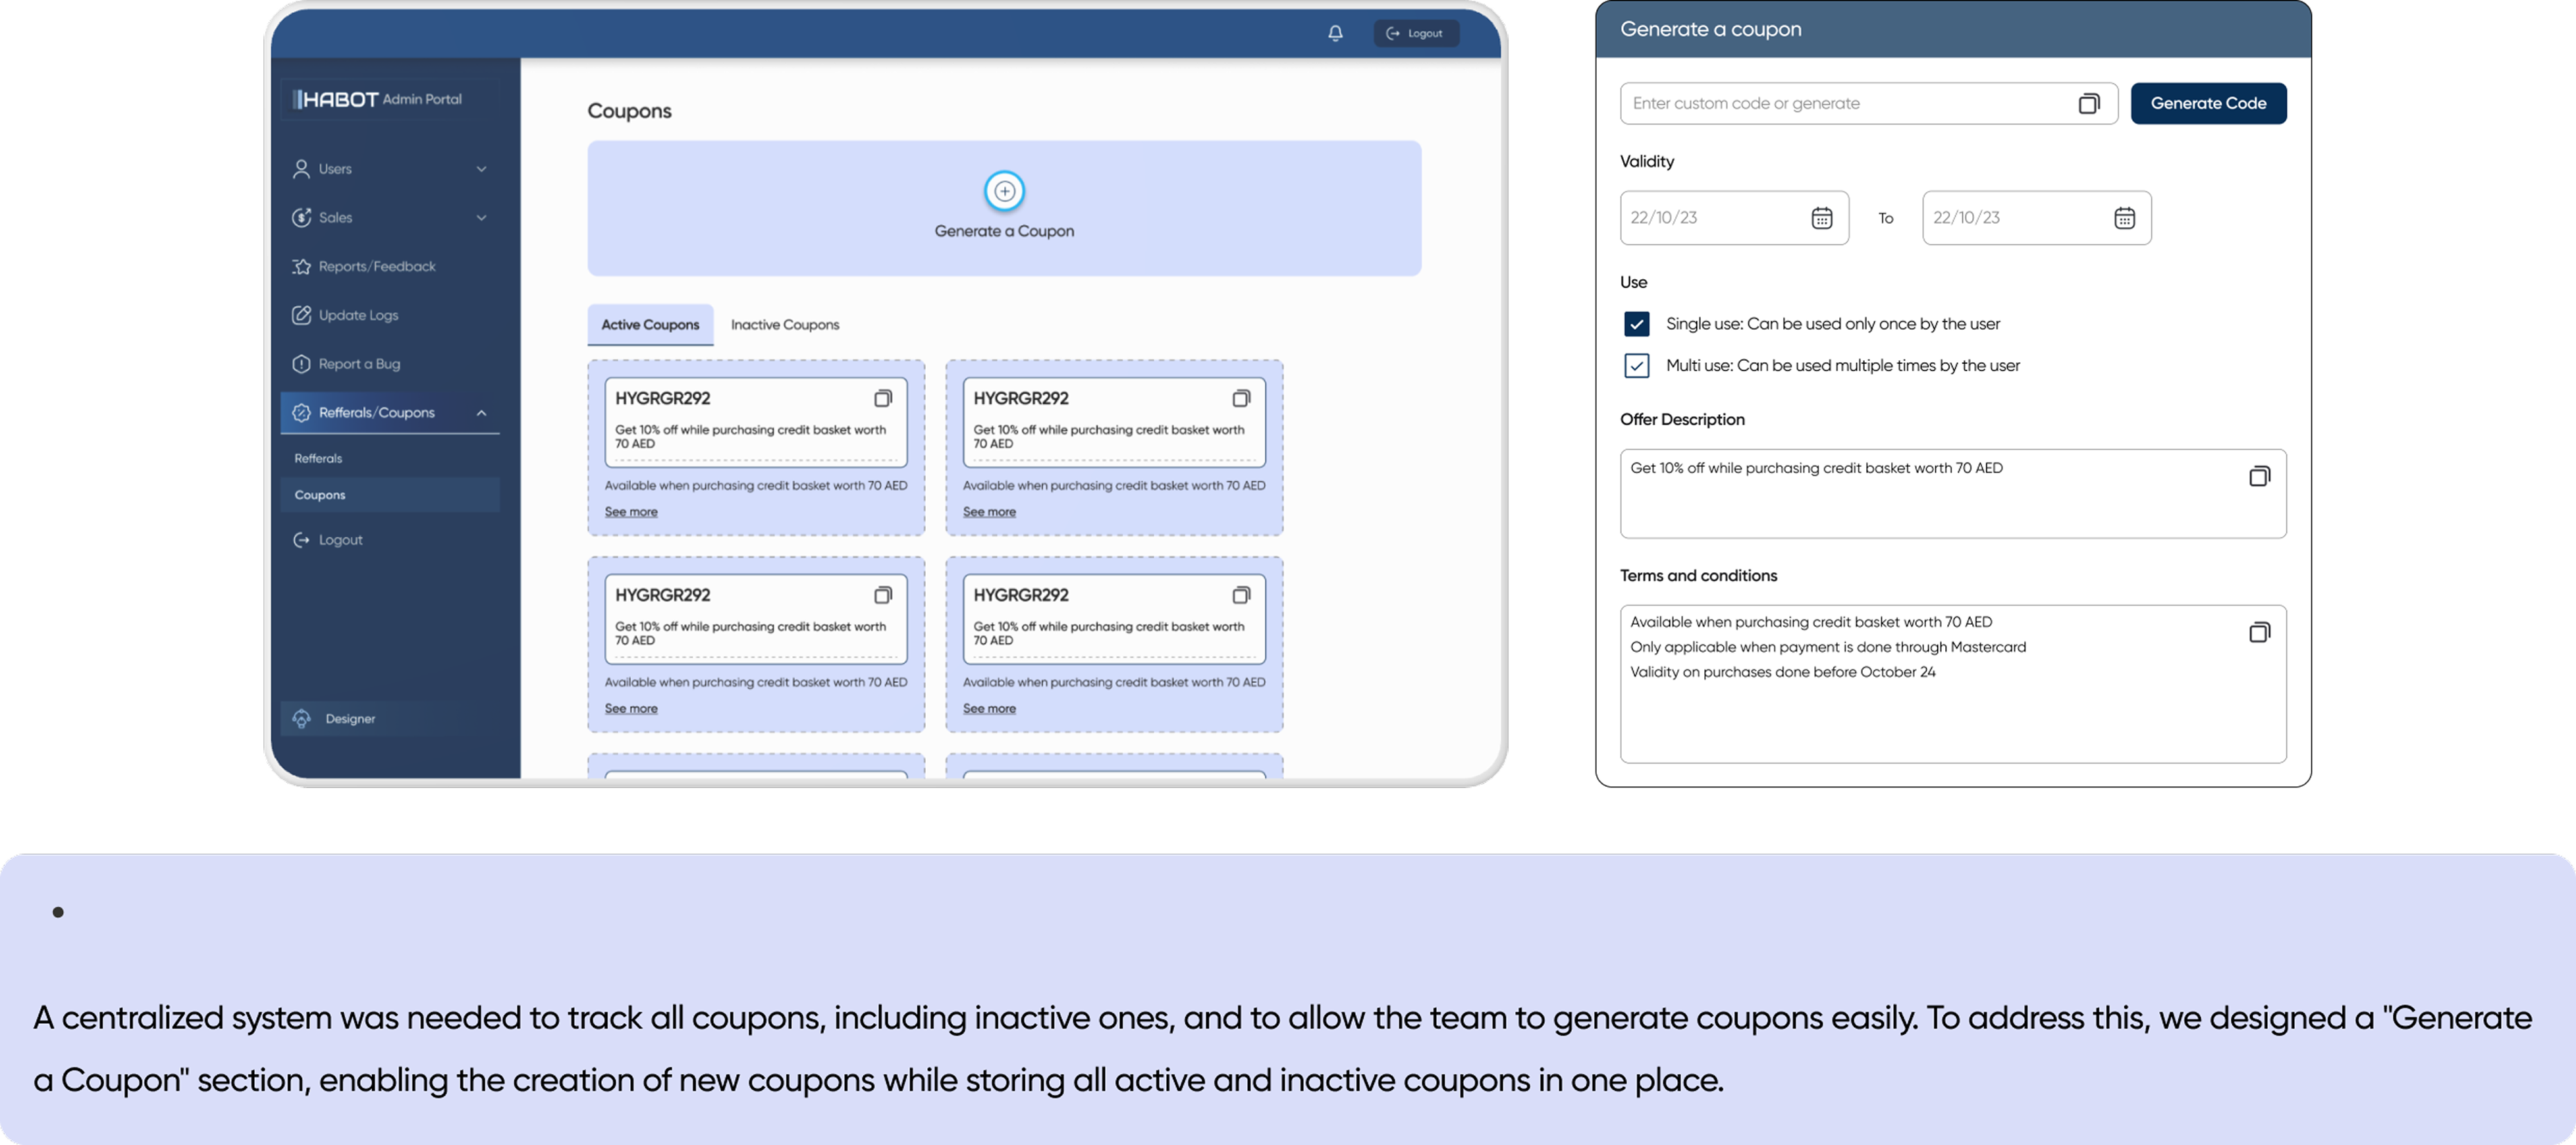 Logout
HABOT Admin Portal
Users
Sales
Reports/Feedback
Update Logs
Report a Bug
Refferals/Coupons
Refferals
Coupons
Logout
Designer
Coupons
Generate a Coupon
Active Coupons
Inactive Coupons
HYGRGR292
Get 10% off while purchasing credit basket worth
70 AED
Available when purchasing credit basket worth 70 AED
See more
HYGRGR292
Get 10% off while purchasing credit basket worth
70 AED
Available when purchasing credit basket worth 70 AED
See more
HYGRGR292
Get 10% off while purchasing credit basket worth
70 AED
Available when purchasing credit basket worth 70 AED
See more
HYGRGR292
Get 10% off while purchasing credit basket worth
70 AED
Available when purchasing credit basket worth 70 AED
See more
Generate a coupon
Enter custom code or generate
Generate Code
Validity
22/10/23
To
22/10/23
Use
Single use: Can be used only once by the user
Multi use: Can be used multiple times by the user
Offer Description
Get 10% off while purchasing credit basket worth 70 AED
Terms and conditions
Available when purchasing credit basket worth 70 AED
Only applicable when payment is done through Mastercard
Validity on purchases done before October 24
•
A centralized system was needed to track all coupons, including inactive ones, and to allow the team to generate coupons easily. To address this, we designed a "Generate
a Coupon" section, enabling the creation of new coupons while storing all active and inactive coupons in one place.